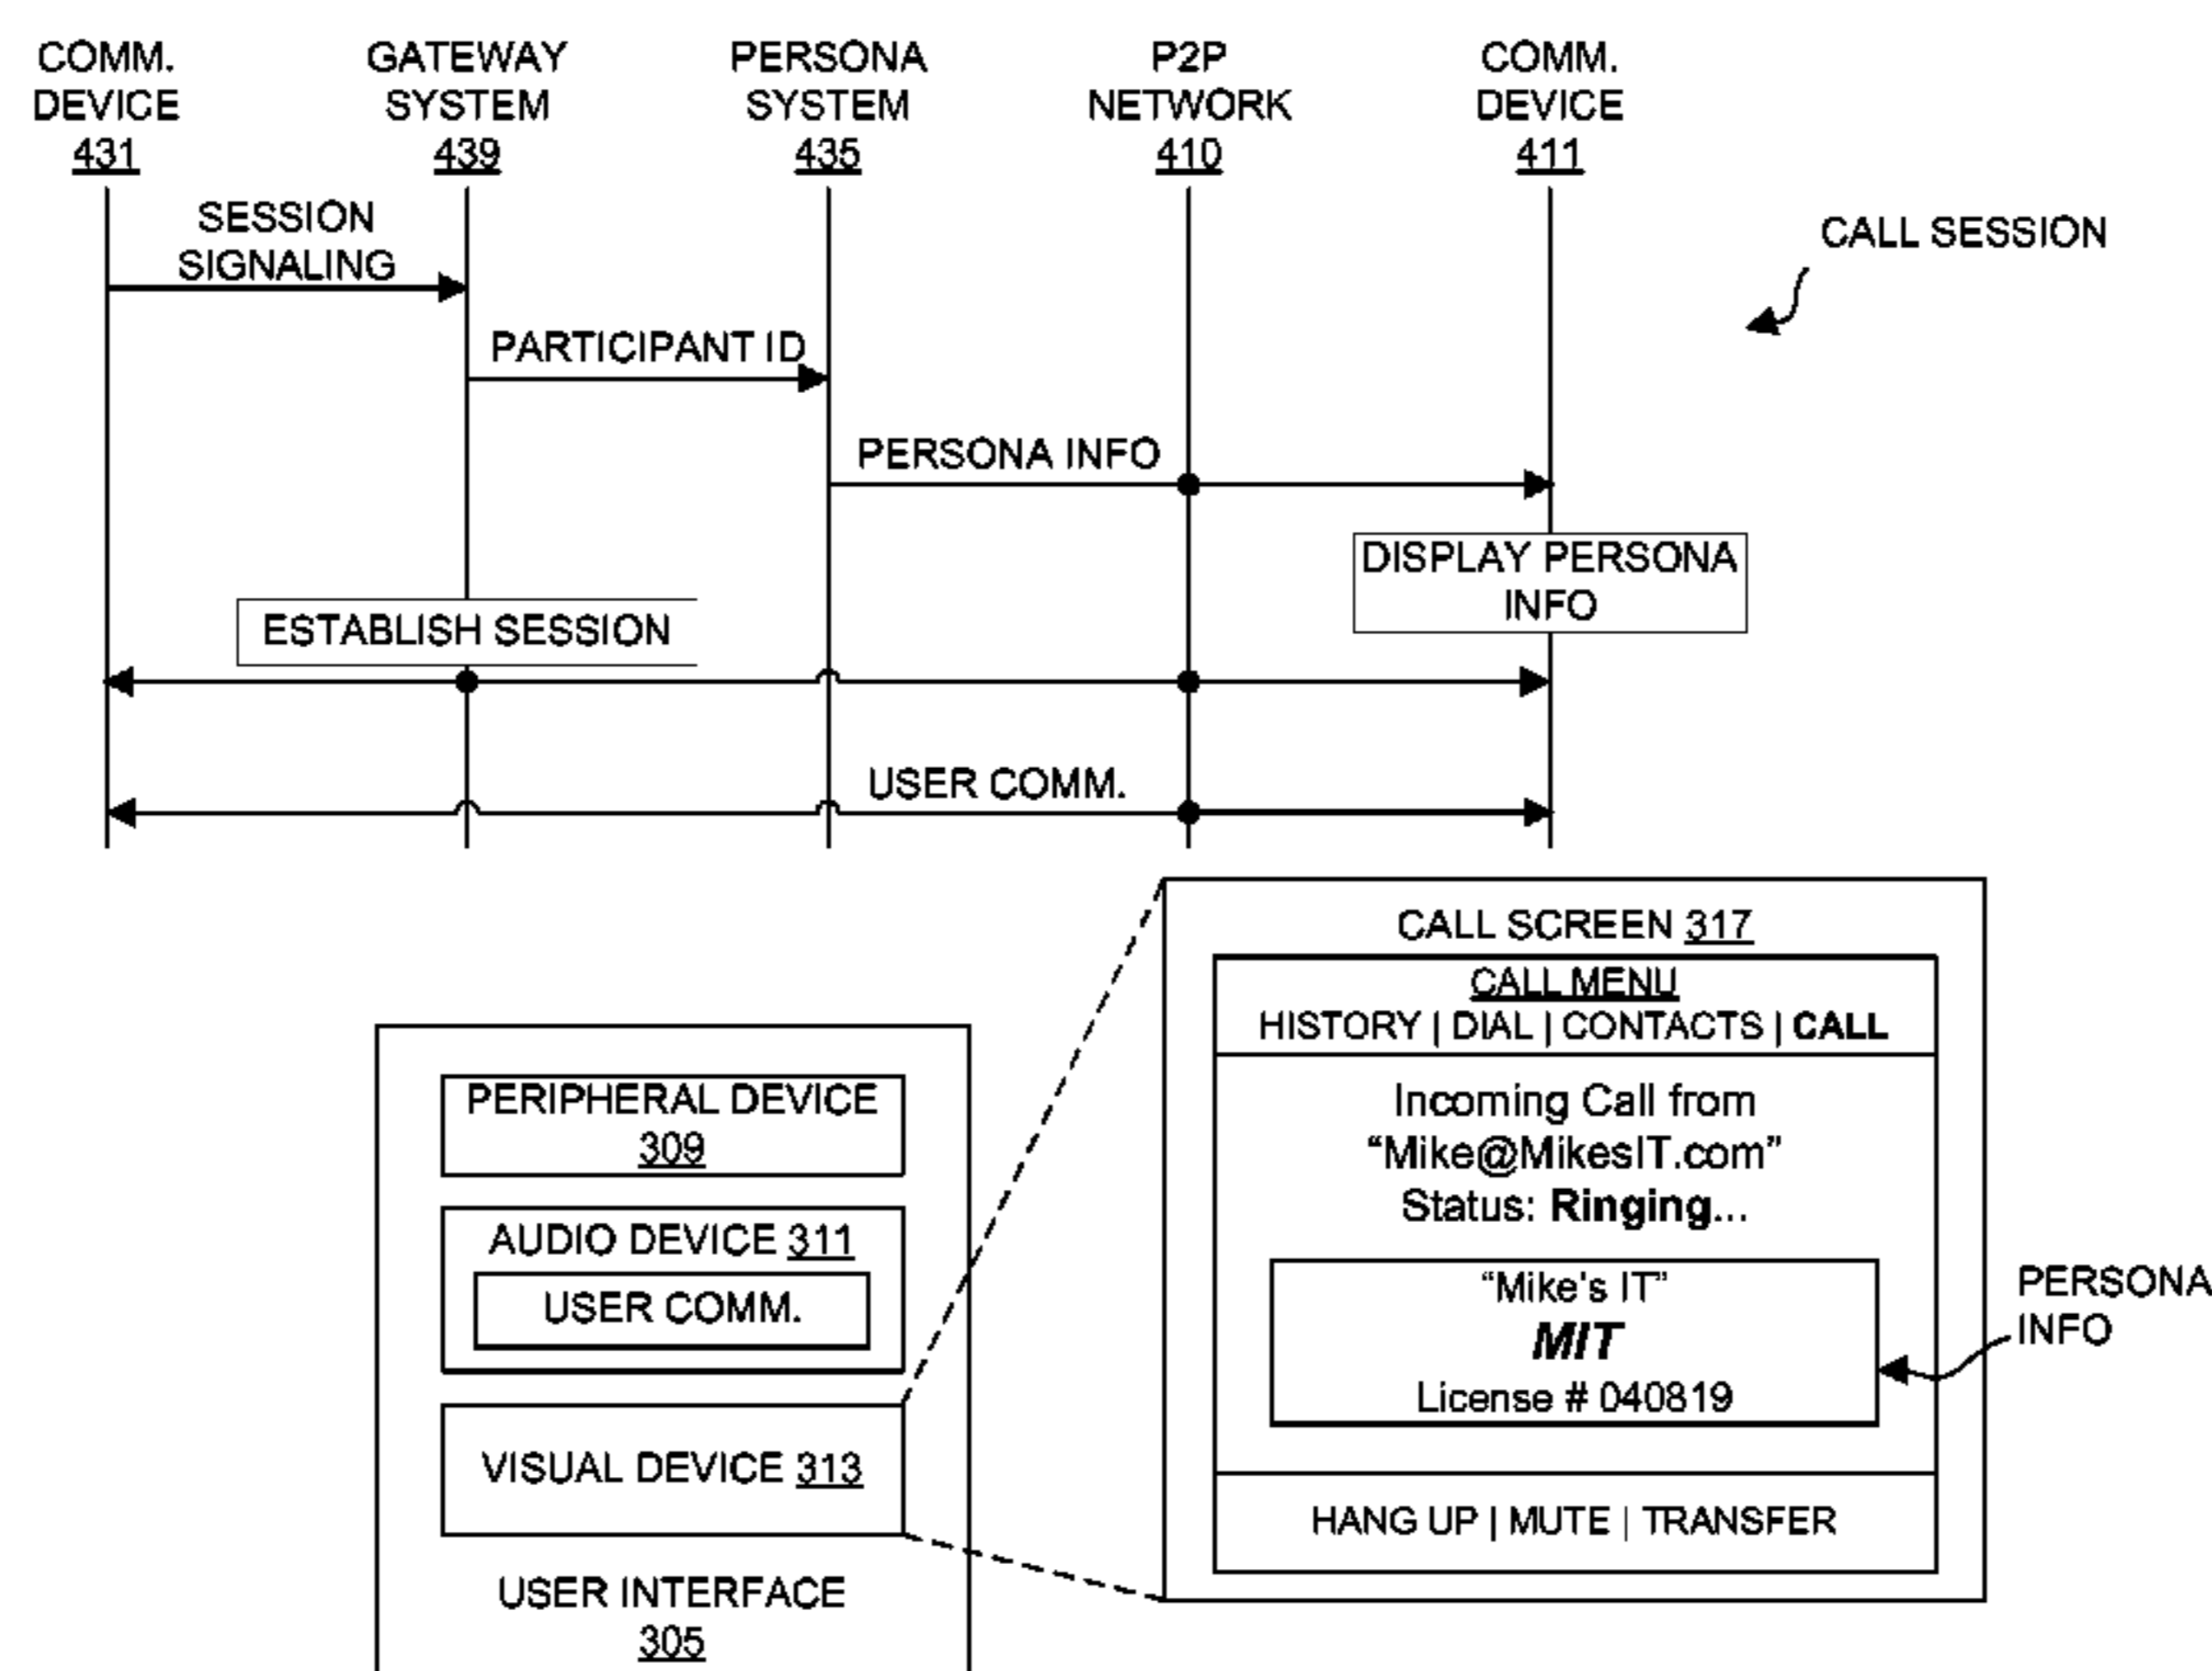 COMM.
DEVICE
431
GATEWAY
SYSTEM
439
PERSONA
SYSTEM
435
P2P
NETWORK
410
COMM.
DEVICE
411
SESSION
SIGNALING
CALL SESSION
PARTICIPANT ID
PERSONA INFO
DISPLAY PERSONA
INFO
ESTABLISH SESSION
USER COMM.
CALL SCREEN 317
CALL MENU
HISTORY | DIAL | CONTACTS | CALL
Incoming Call from
“Mike@MikesIT.com”
Status: Ringing...
“Mike's IT”
MIT
License # 040819
PERSONA
INFO
HANG UP | MUTE | TRANSFER
PERIPHERAL DEVICE
309
AUDIO DEVICE 311
USER COMM.
VISUAL DEVICE 313
USER INTERFACE
305